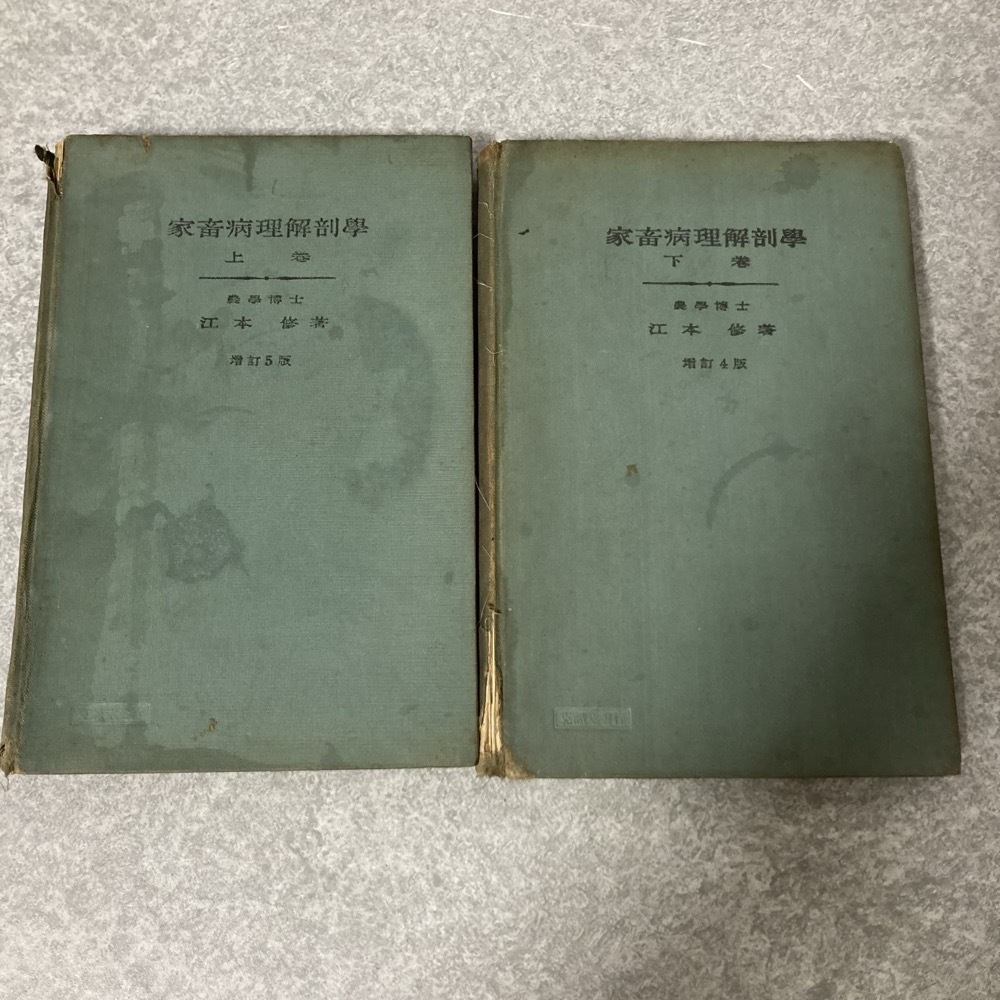 家畜病理解剖學
上 卷
農學博士
江本 修著
增訂5版
家畜病理解剖學
下 卷
農學博士
江本 修著
增訂4版